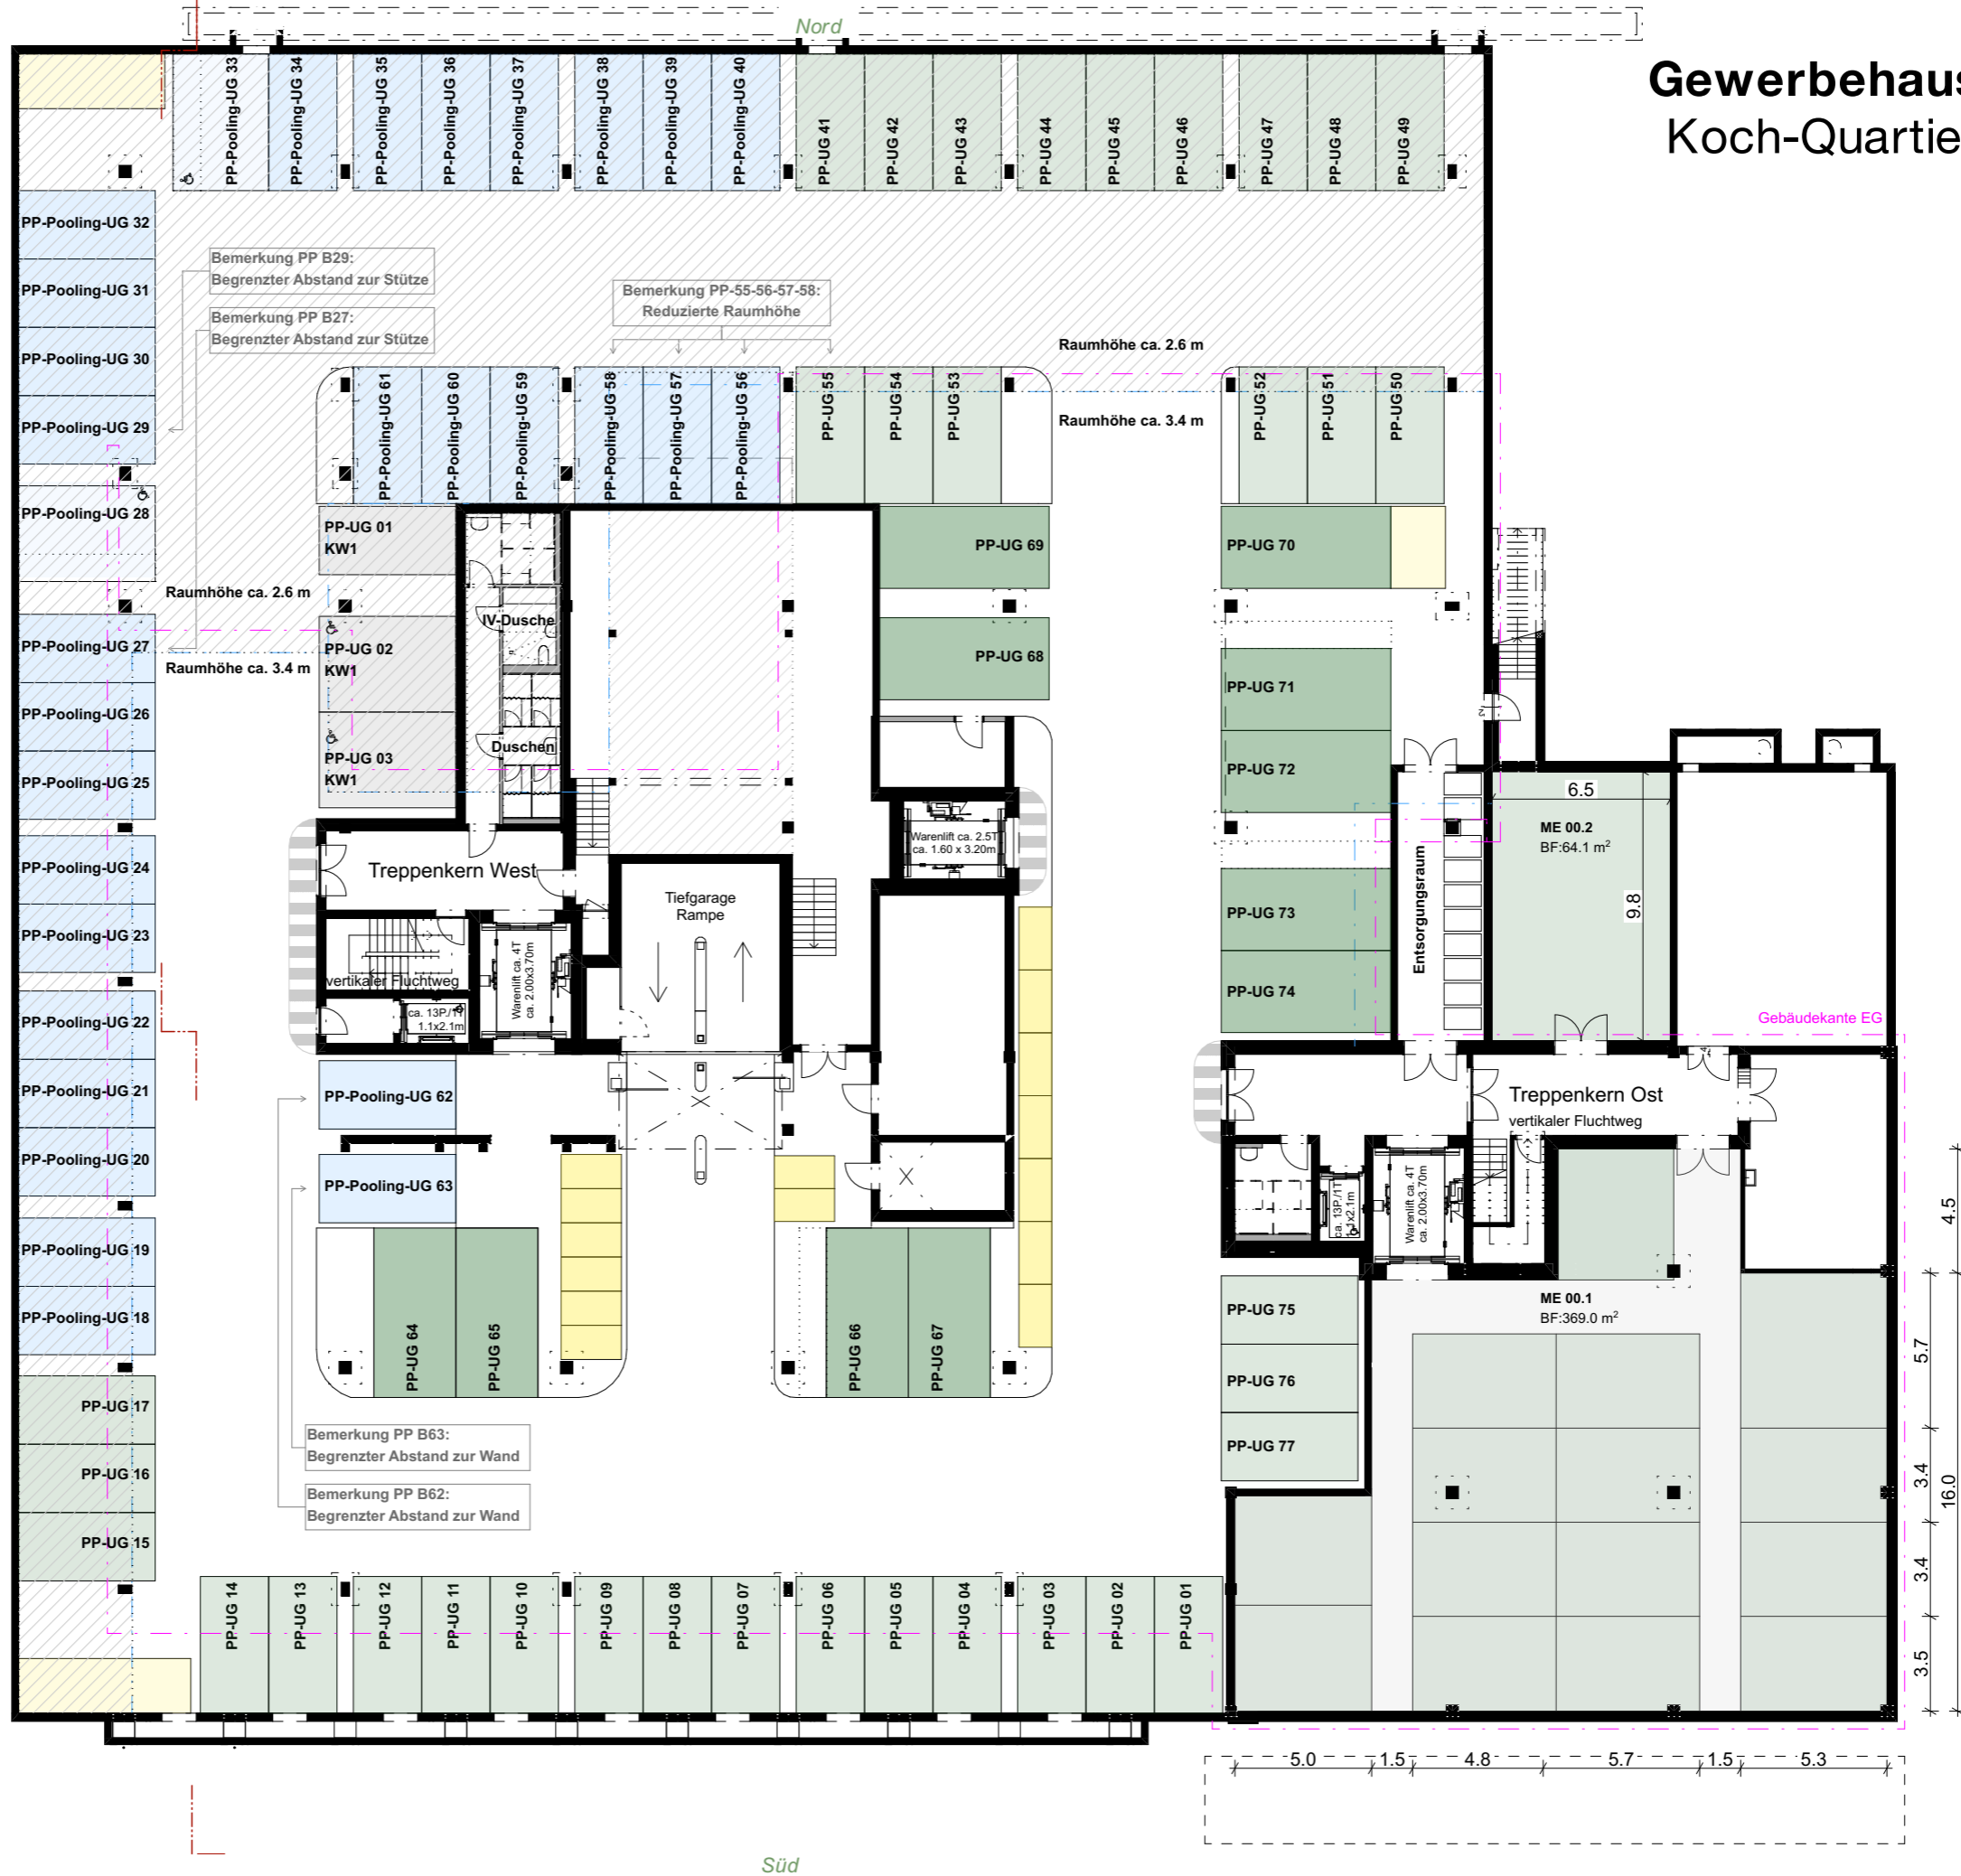 Nord
Gewerbehaus
Koch-Quartie
PP-Pooling-UG 33
PP-Pooling-UG 34
PP-Pooling-UG 35
PP-Pooling-UG 36
PP-Pooling-UG 37
PP-Pooling-UG 38
PP-Pooling-UG 39
PP-Pooling-UG 40
PP-UG 41
PP-UG 42
PP-UG 43
PP-UG 44
PP-UG 45
PP-UG 46
PP-UG 47
PP-UG 48
PP-UG 49
PP-Pooling-UG 32
PP-Pooling-UG 31
PP-Pooling-UG 30
PP-Pooling-UG 29
PP-Pooling-UG 28
PP-Pooling-UG 27
PP-Pooling-UG 26
PP-Pooling-UG 25
PP-Pooling-UG 24
PP-Pooling-UG 23
PP-Pooling-UG 22
PP-Pooling-UG 21
PP-Pooling-UG 20
PP-Pooling-UG 19
PP-Pooling-UG 18
PP-UG 17
PP-UG 16
PP-UG 15
Bemerkung PP B29:
Begrenzter Abstand zur Stütze
Bemerkung PP B27:
Begrenzter Abstand zur Stütze
Bemerkung PP-55-56-57-58:
Reduzierte Raumhöhe
Raumhöhe ca. 2.6 m
Raumhöhe ca. 3.4 m
PP-Pooling-UG 61
PP-Pooling-UG 60
PP-Pooling-UG 59
PP-Pooling-UG 58
PP-Pooling-UG 57
PP-Pooling-UG 56
PP-UG 55
PP-UG 54
PP-UG 53
PP-UG 52
PP-UG 51
PP-UG 50
PP-UG 01
KW1
PP-UG 02
KW1
PP-UG 03
KW1
Raumhöhe ca. 2.6 m
Raumhöhe ca. 3.4 m
IV-Dusche
Duschen
PP-UG 69
PP-UG 68
PP-UG 70
PP-UG 71
PP-UG 72
PP-UG 73
PP-UG 74
Treppenkern West
vertikaler Fluchtweg
ca. 13P./1T
1.1x2.1m
Warenlift ca. 4T
ca. 2.00x3.70m
Tiefgarage
Rampe
Warenlift ca. 2.5T
ca. 1.60 x 3.20m
Entsorgungsraum
6.5
ME 00.2
BF:64.1 m²
9.8
Gebäudekante EG
Treppenkern Ost
vertikaler Fluchtweg
ca. 13P./1T
1.1x2.1m
Warenlift ca. 4T
ca. 2.00x3.70m
PP-Pooling-UG 62
PP-Pooling-UG 63
PP-UG 64
PP-UG 65
PP-UG 66
PP-UG 67
PP-UG 75
PP-UG 76
PP-UG 77
ME 00.1
BF:369.0 m²
4.5
5.7
3.4
16.0
3.4
3.5
Bemerkung PP B63:
Begrenzter Abstand zur Wand
Bemerkung PP B62:
Begrenzter Abstand zur Wand
PP-UG 14
PP-UG 13
PP-UG 12
PP-UG 11
PP-UG 10
PP-UG 09
PP-UG 08
PP-UG 07
PP-UG 06
PP-UG 05
PP-UG 04
PP-UG 03
PP-UG 02
PP-UG 01
5.0
1.5
4.8
5.7
1.5
5.3
Süd